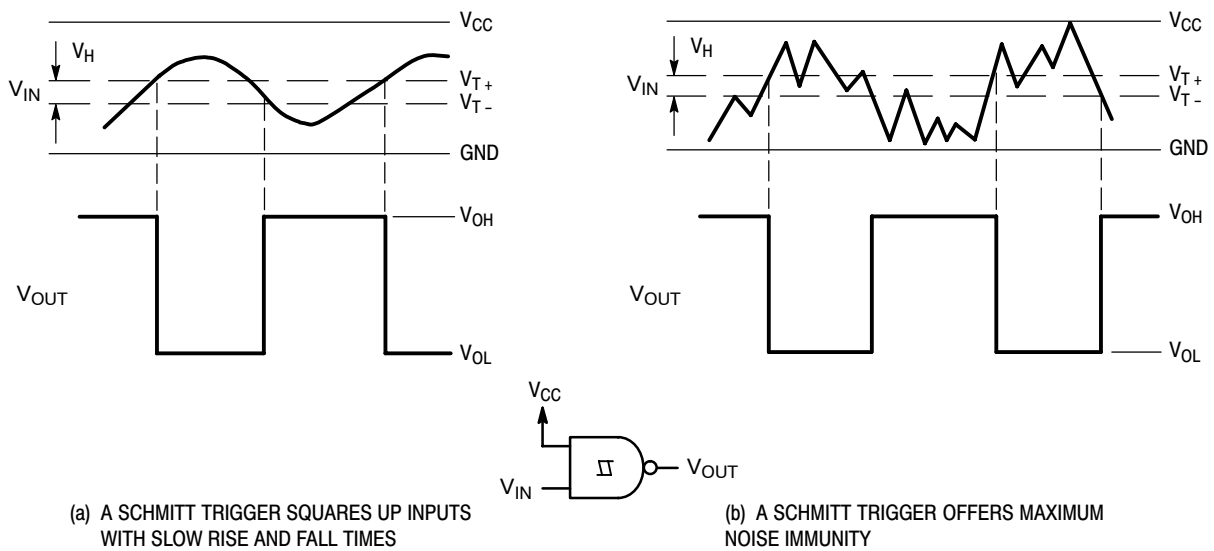 VCC
VH
VIN
VT+
VT−
GND
VOH
VOUT
VOL
VCC
VH
VIN
VT+
VT−
GND
VOH
VOUT
VOL
VCC
VIN
VOUT
(a) A SCHMITT TRIGGER SQUARES UP INPUTS
WITH SLOW RISE AND FALL TIMES
(b) A SCHMITT TRIGGER OFFERS MAXIMUM
NOISE IMMUNITY